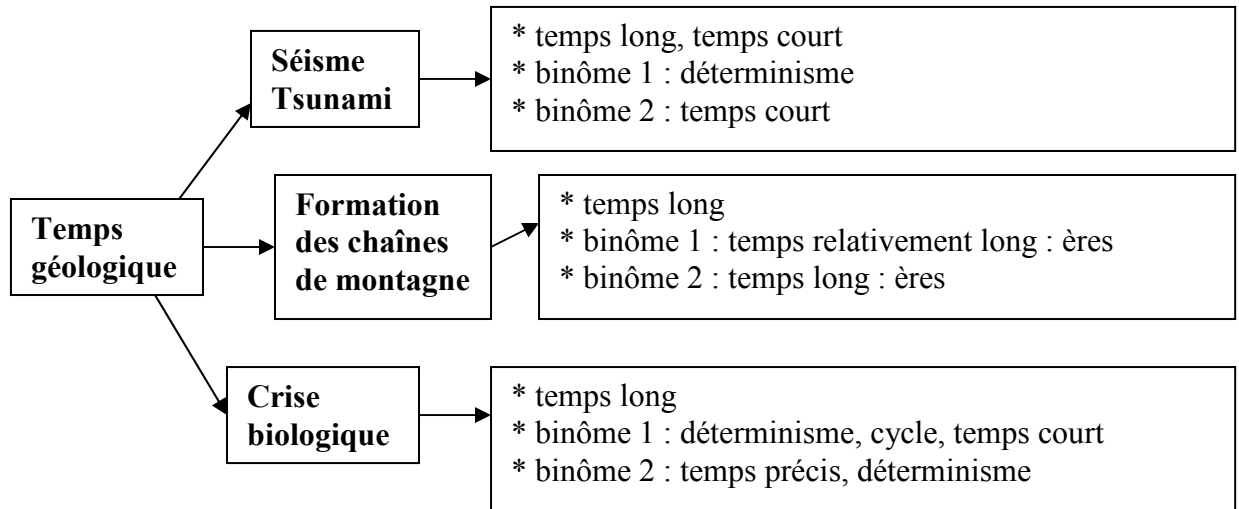 Séisme
Tsunami
* temps long, temps court
* binôme 1 : déterminisme
* binôme 2 : temps court
Temps
géologique
Formation
des chaînes
de montagne
* temps long
* binôme 1 : temps relativement long : ères
* binôme 2 : temps long : ères
Crise
biologique
* temps long
* binôme 1 : déterminisme, cycle, temps court
* binôme 2 : temps précis, déterminisme